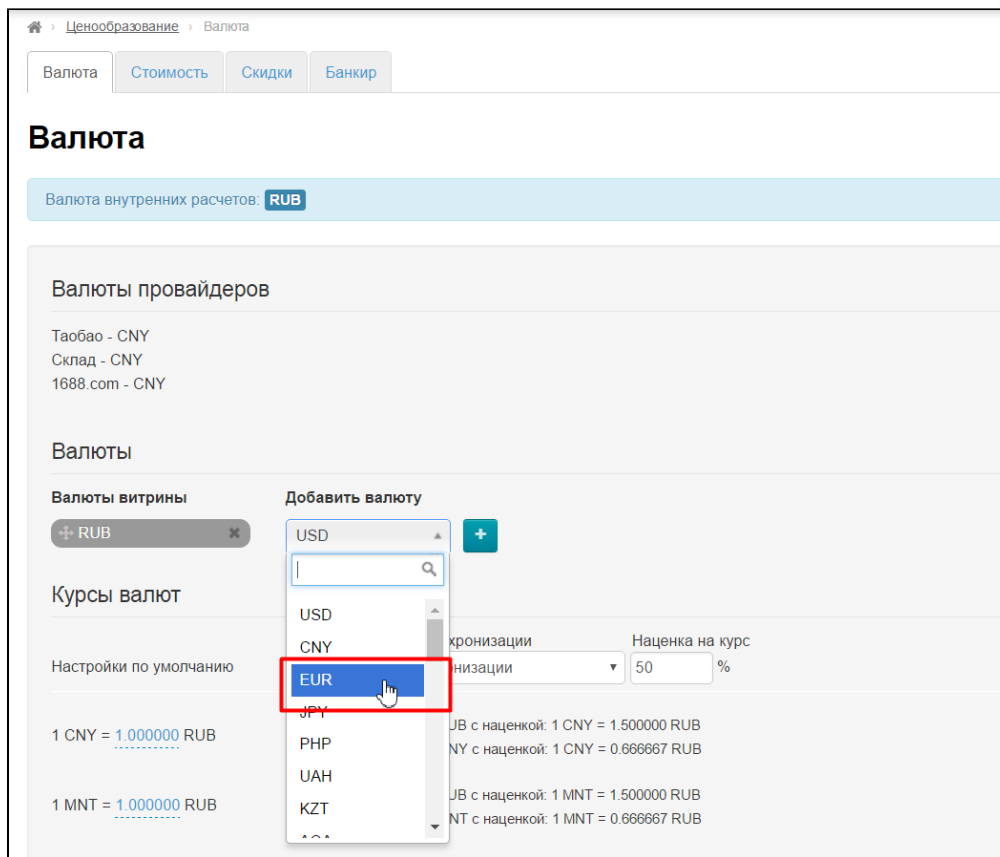 Ценообразование › Валюта
Валюта Стоимость Скидки Банкир
Валюта
Валюта внутренних расчетов: RUB
Валюты провайдеров
Таобао - CNY
Склад - CNY
1688.com - CNY
Валюты
Валюты витрины Добавить валюту
RUB USD +
Курсы валют
USD
CNY
хронизации Наценка на курс
Настройки по умолчанию
EUR
низации 50 %
JPY
1 CNY = 1.000000 RUB
UB с наценкой: 1 CNY = 1.500000 RUB
PHP
NY с наценкой: 1 CNY = 0.666667 RUB
UAH
1 MNT = 1.000000 RUB
UB с наценкой: 1 MNT = 1.500000 RUB
KZT
NT с наценкой: 1 MNT = 0.666667 RUB